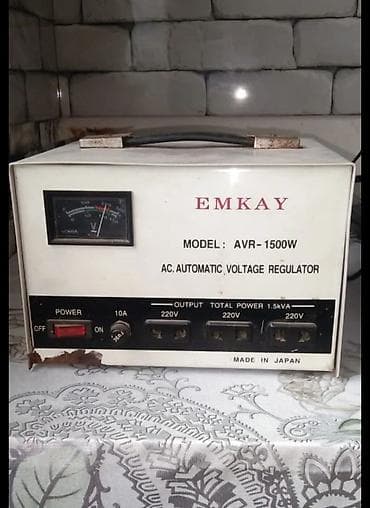 EMKAY
MODEL: AVR-1500W
AC. AUTOMATIC VOLTAGE REGULATOR
OUTPUT TOTAL POWER 1.5kVA
POWER 10A 220V 220V 220V
OFF ON
V
MADE IN JAPAN